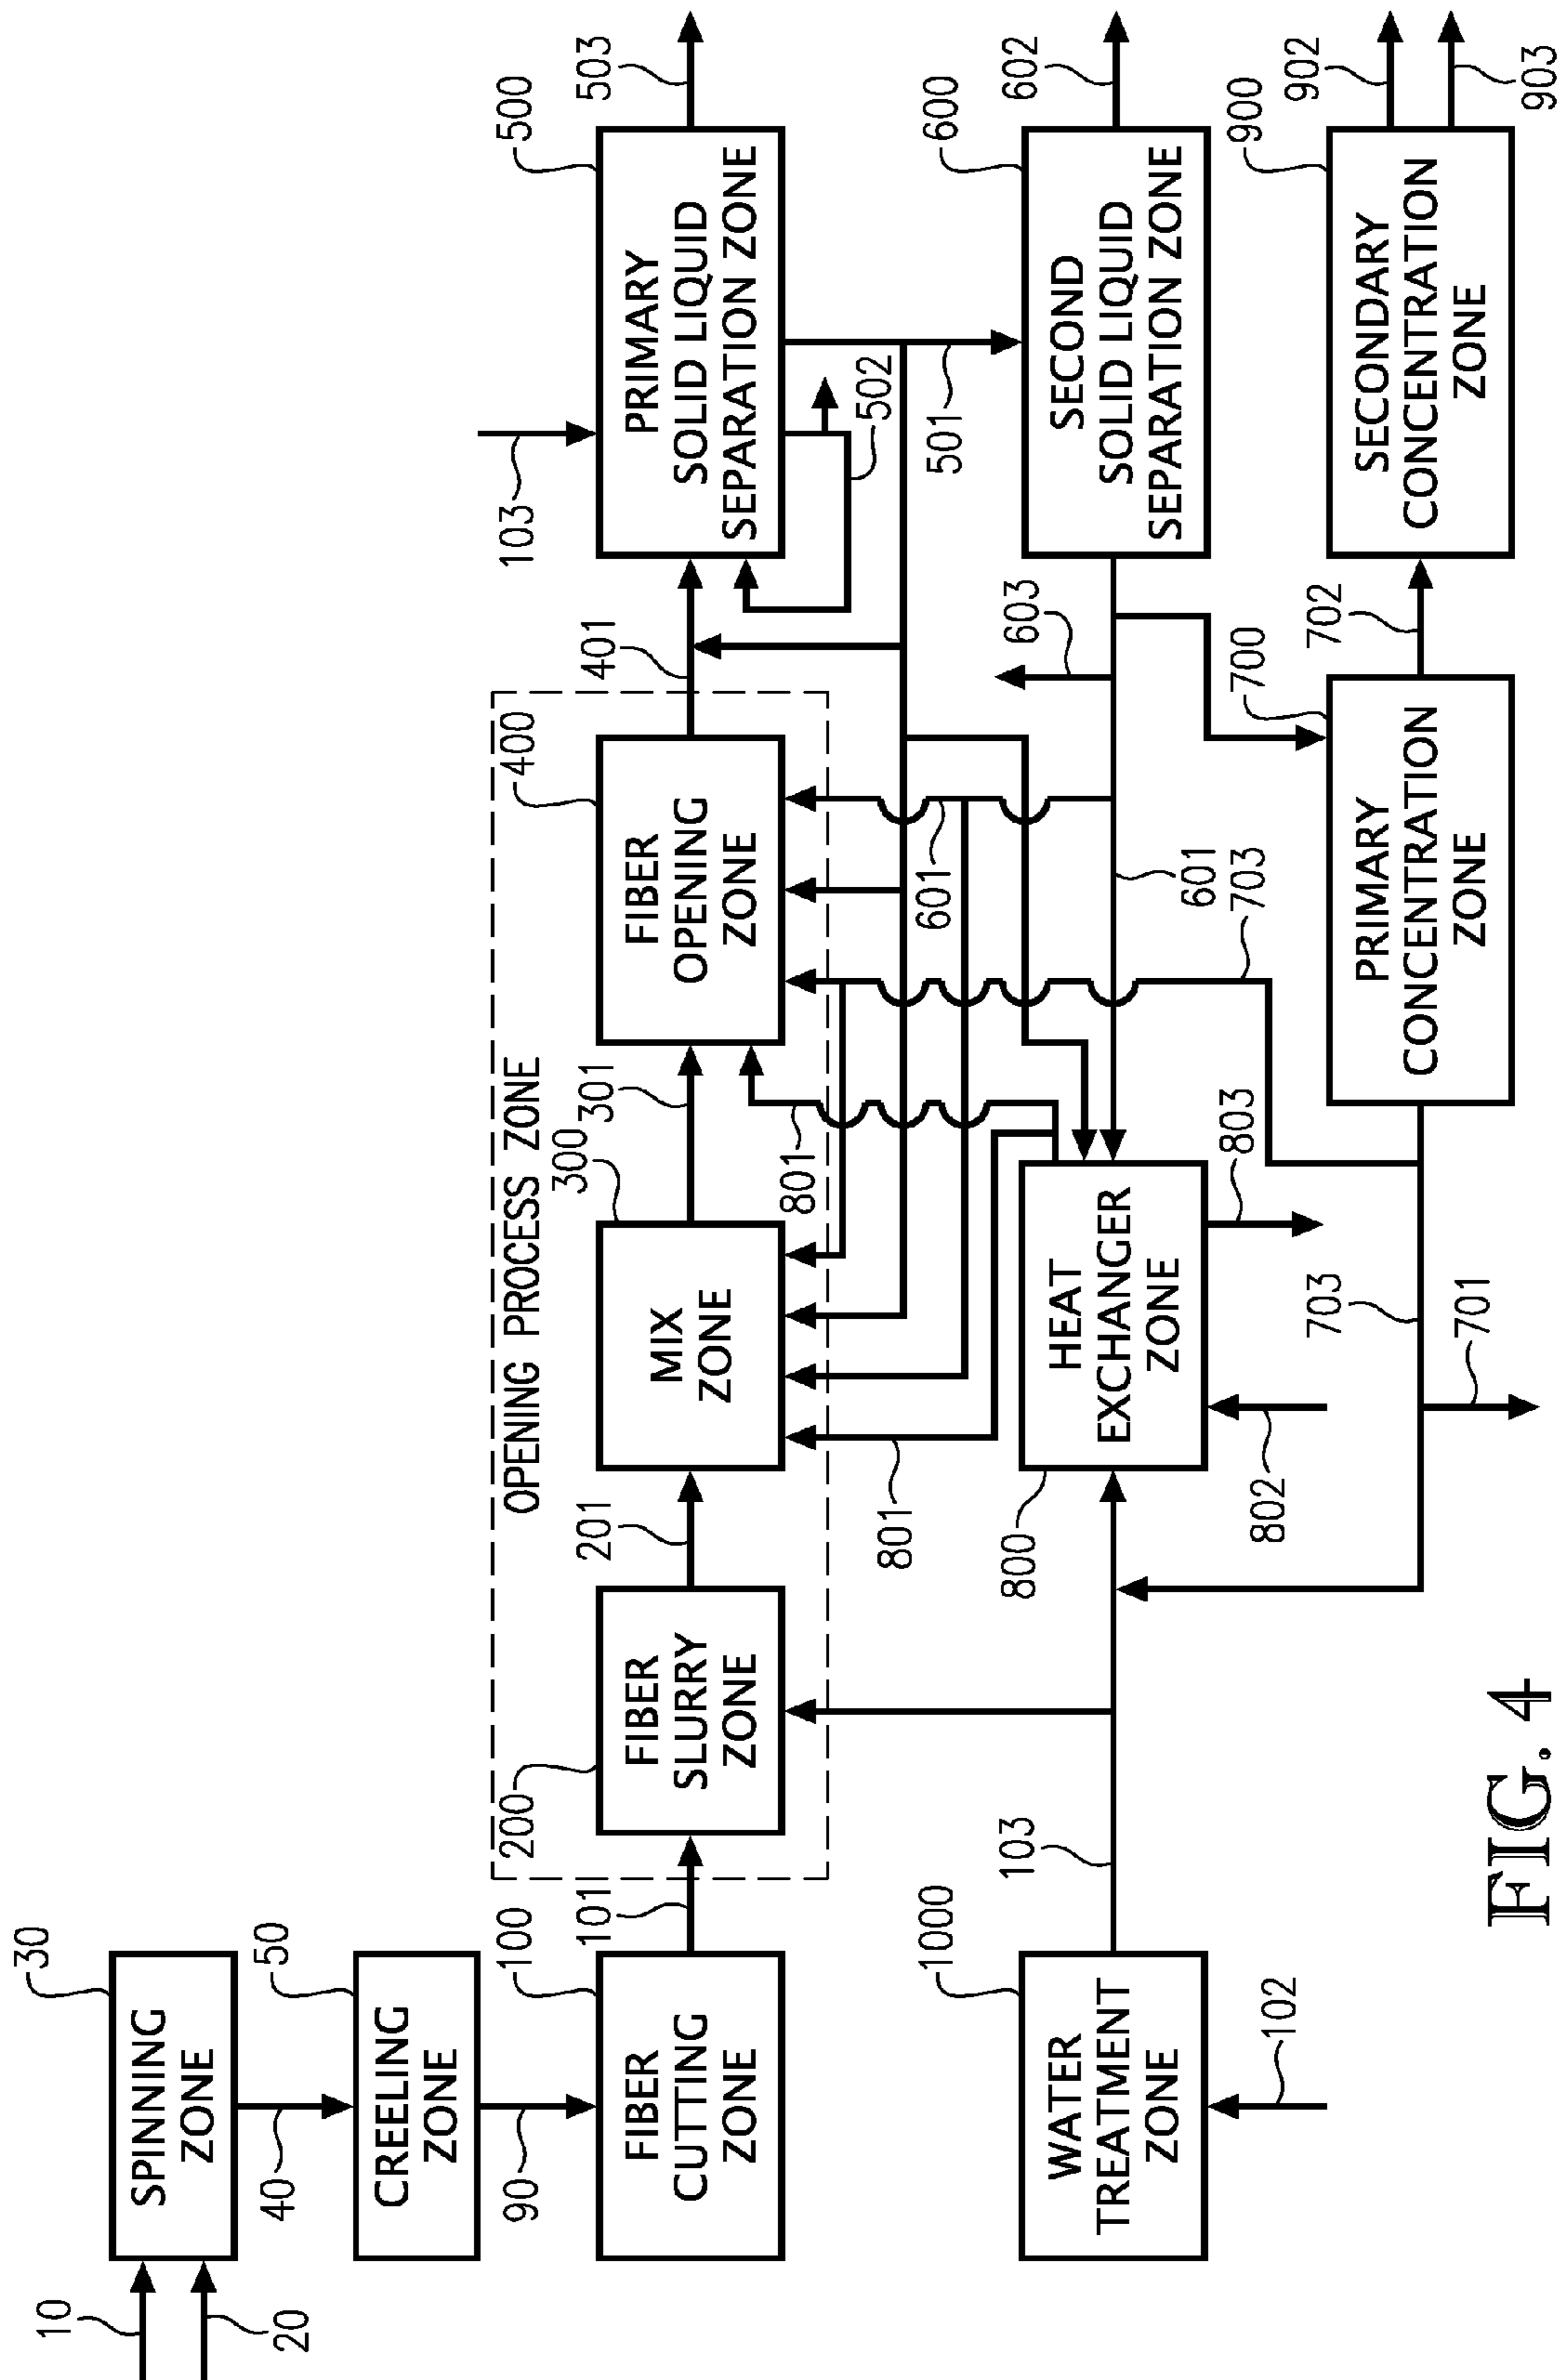 10
20
30
SPINNING
ZONE
40
50
CREELING
ZONE
90
100
FIBER
CUTTING
ZONE
101
OPENING PROCESS ZONE
200
FIBER
SLURRY
ZONE
201
300
MIX
ZONE
301
400
FIBER
OPENING
ZONE
401
103
500
PRIMARY
SOLID LIQUID
SEPARATION ZONE
503
502
501
801
801
601
601
603
703
600
SECOND
SOLID LIQUID
SEPARATION ZONE
602
1000
WATER
TREATMENT
ZONE
102
103
800
HEAT
EXCHANGER
ZONE
802
803
703
701
700
PRIMARY
CONCENTRATION
ZONE
702
900
SECONDARY
CONCENTRATION
ZONE
902
903
FIG. 4